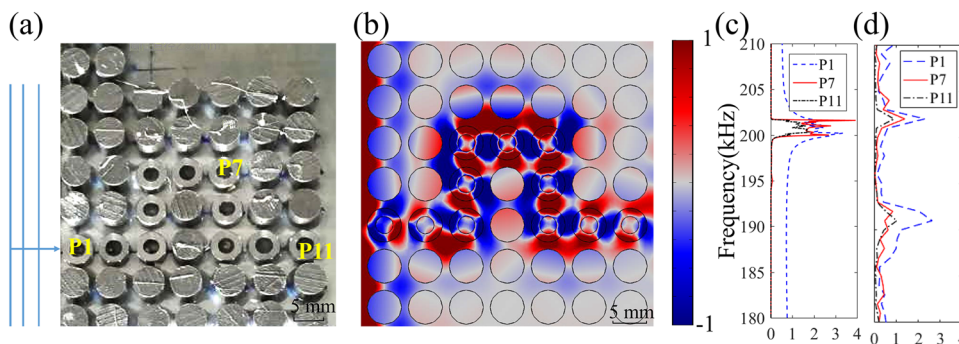 (a)
(b)
(c)
(d)
P7
P1
P11
5 mm
5 mm
1
-1
Frequency(kHz)
210
205
200
195
190
185
180
P1
P7
P11
0 1 2 3 4
P1
P7
P11
0 1 2 3 4